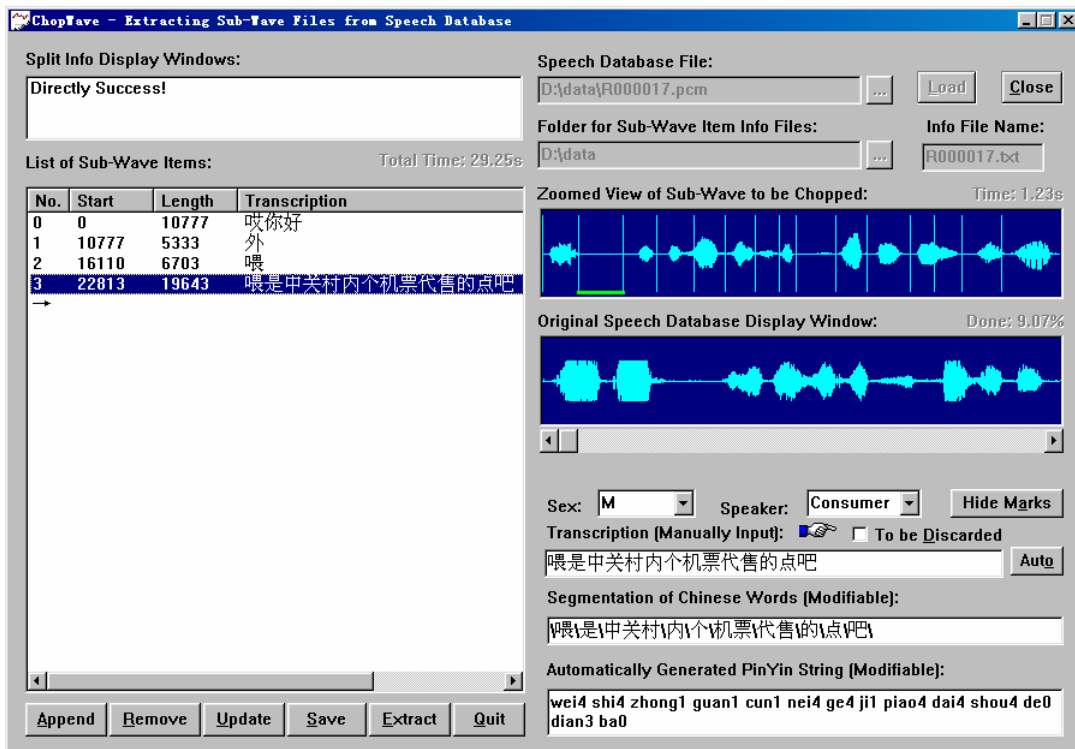 ChopWave - Extracting Sub-Wave Files from Speech Database
Split Info Display Windows:
Directly Success!
List of Sub-Wave Items:
Total Time: 29.25s
No. Start Length Transcription
0 0 10777 哎你好
1 10777 5333 外
2 16110 6703 喂
3 22813 19643 喂是中关村内个机票代售的点吧
Append Remove Update Save Extract Quit
Speech Database File:
D:\data\R000017.pcm ... Load Close
Folder for Sub-Wave Item Info Files: Info File Name:
D:\data ... R000017.txt
Zoomed View of Sub-Wave to be Chopped: Time: 1.23s
Original Speech Database Display Window: Done: 9.07%
Sex: M Speaker: Consumer Hide Marks
Transcription (Manually Input): To be Discarded
喂是中关村内个机票代售的点吧 Auto
Segmentation of Chinese Words (Modifiable):
\喂\是\中关村\内\个\机票\代售\的\点\吧\
Automatically Generated PinYin String (Modifiable):
wei4 shi4 zhong1 guan1 cun1 nei4 ge4 ji1 piao4 dai4 shou4 de0
dian3 ba0